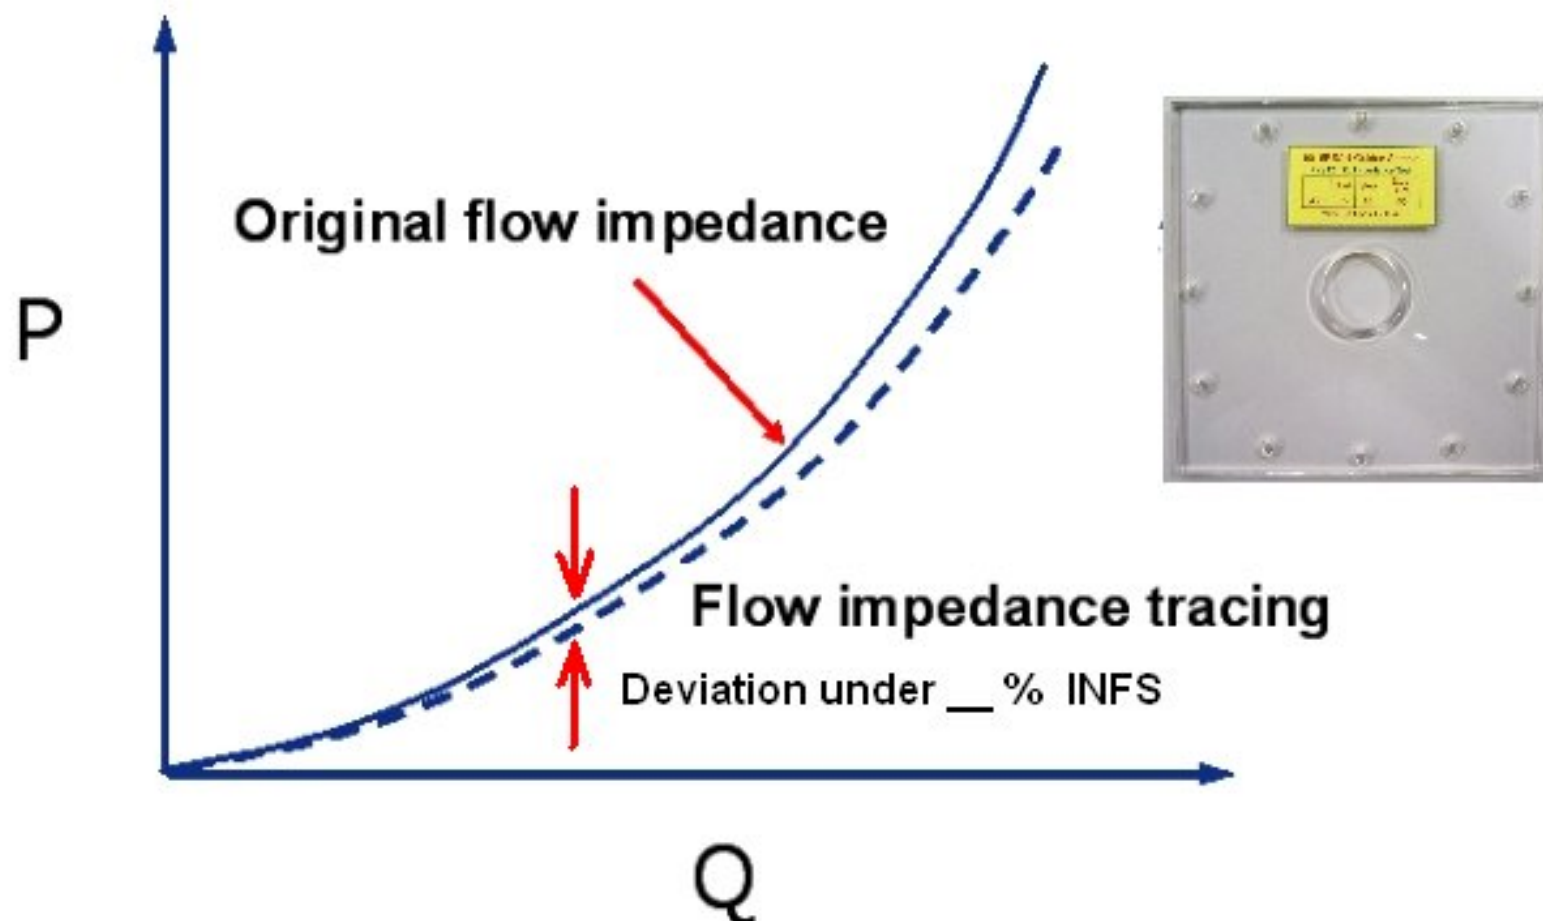 Original flow impedance
P
Flow impedance tracing
Deviation under __ % INFS
Q